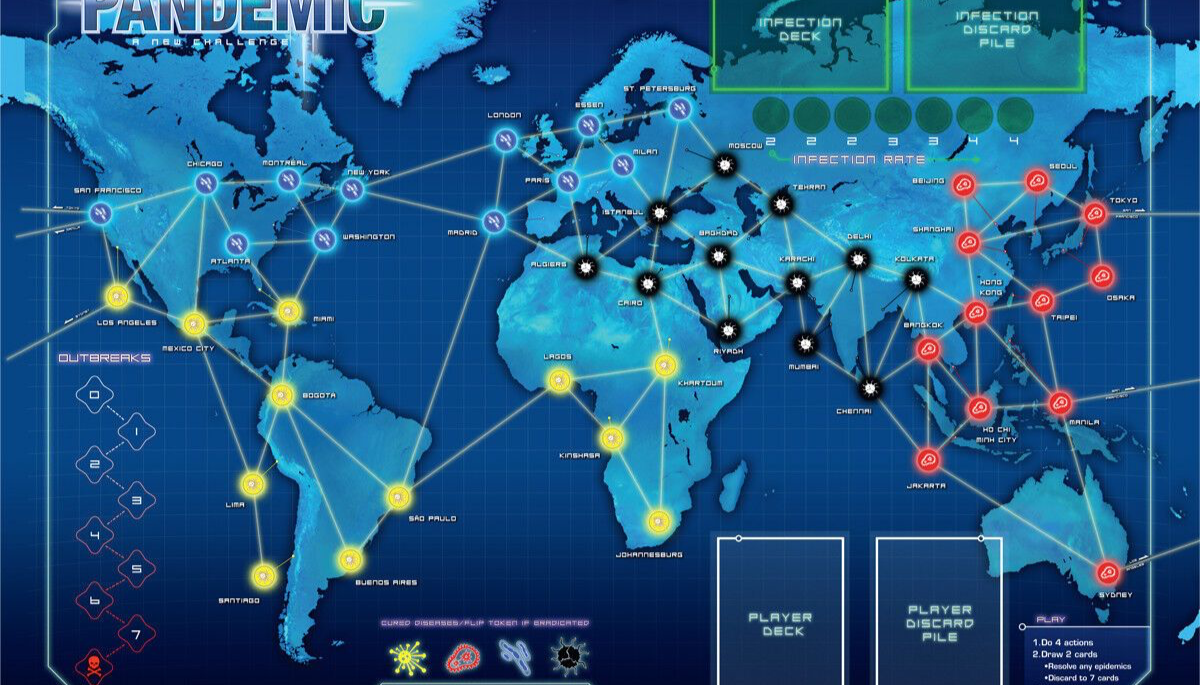 PANDEMIC
A NEW CHALLENGE
INFECTION
DECK
INFECTION
DISCARD
PILE
2 2 2 3 3 4 4
INFECTION RATE
ST. PETERSBURG
ESSEN
LONDON
MOSCOW
MILAN
CHICAGO
MONTRÉAL
NEW YORK
PARIS
BEIJING
SEOUL
SAN FRANCISCO
TEHRAN
TOKYO
SAN
FRANCISCO
ISTANBUL
MADRID
BAGHDAD
WASHINGTON
DELHI
SHANGHAI
ATLANTA
ALGIERS
KARACHI
KOLKATA
HONG
KONG
OSAKA
CAIRO
LOS ANGELES
MIAMI
TAIPEI
BANGKOK
MEXICO CITY
RIYADH
OUTBREAKS
LAGOS
MUMBAI
KHARTOUM
BOGOTÁ
CHENNAI
MANILA
HO CHI
MINH CITY
KINSHASA
JAKARTA
LIMA
SÃO PAULO
JOHANNESBURG
BUENOS AIRES
SANTIAGO
SYDNEY
0
1
2
3
4
5
6
7
CURED DISEASES/FLIP TOKEN IF ERADICATED
PLAYER
DECK
PLAYER
DISCARD
PILE
PLAY
1.Do 4 actions
2.Draw 2 cards
•Resolve any epidemics
•Discard to 7 cards